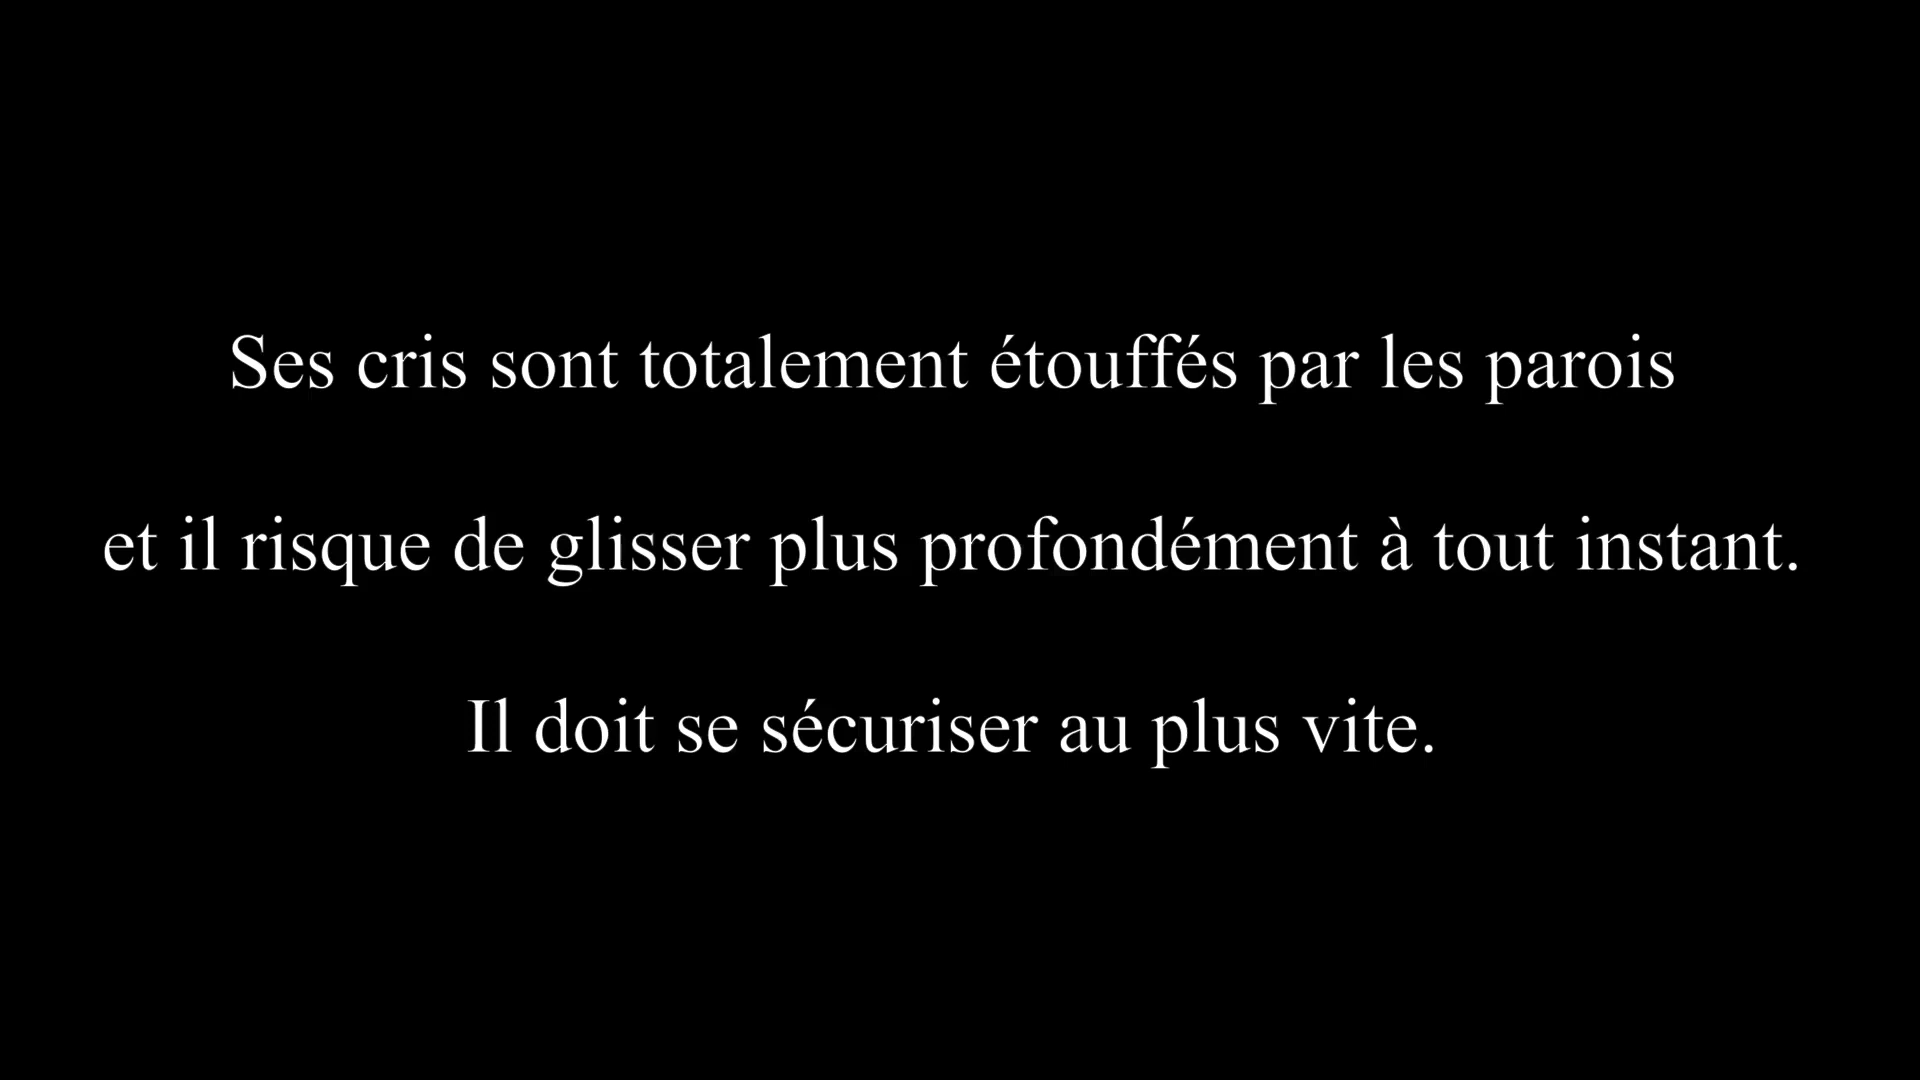 Ses cris sont totalement étouffés par les parois
et il risque de glisser plus profondément à tout instant.
Il doit se sécuriser au plus vite.